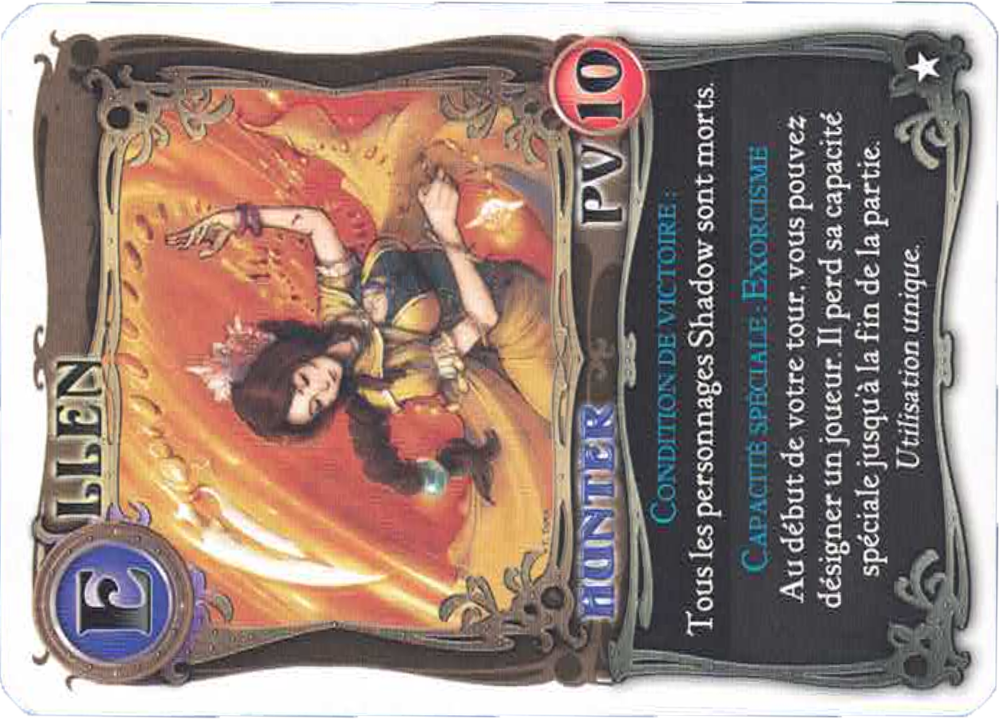 ELLEN
HUNTER PV 10
CONDITION DE VICTOIRE :
Tous les personnages Shadow sont morts.
CAPACITÉ SPÉCIALE : EXORCISME
Au début de votre tour, vous pouvez
désigner un joueur. Il perd sa capacité
spéciale jusqu'à la fin de la partie.
Utilisation unique.